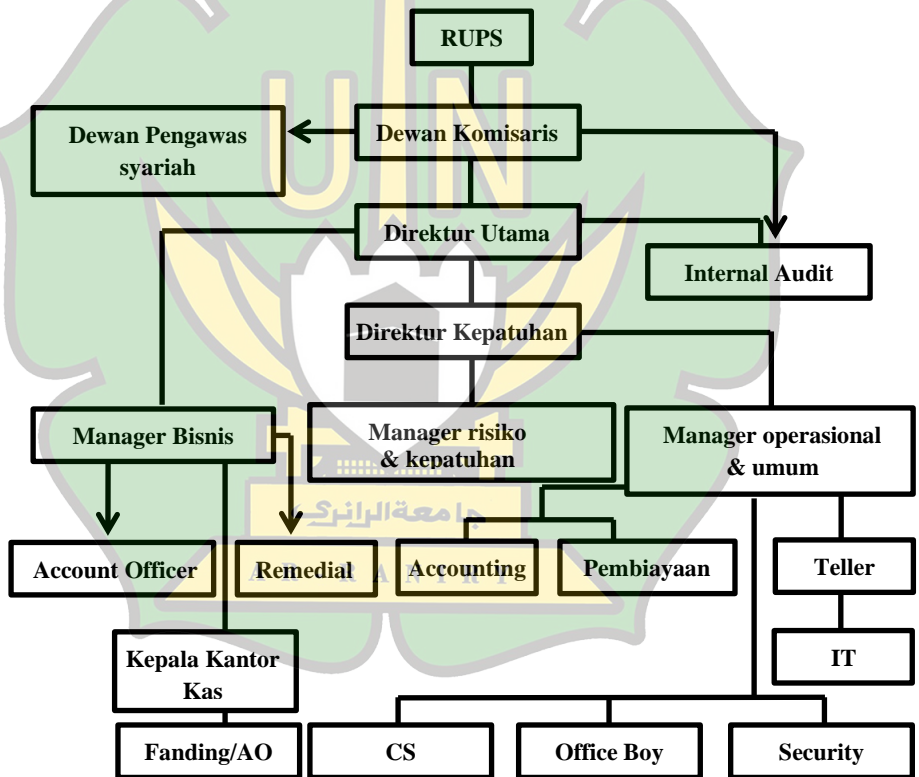 RUPS
Dewan Pengawas
syariah
Dewan Komisaris
Direktur Utama
Internal Audit
Direktur Kepatuhan
Manager Bisnis
Manager risiko
& kepatuhan
Manager operasional
& umum
جامعة الرانري
Account Officer
Remedial
Accounting
Pembiayaan
Teller
A R - R A N I R Y
Kepala Kantor
Kas
IT
Fanding/AO
CS
Office Boy
Security
UIN